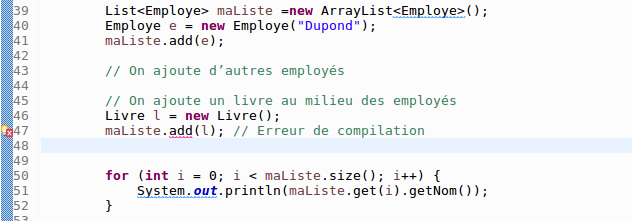 39 List<Employe> maListe =new ArrayList<Employe>();
40 Employe e = new Employe("Dupond");
41 maListe.add(e);
42
43 // On ajoute d’autres employés
44
45 // On ajoute un livre au milieu des employés
46 Livre l = new Livre();
47 maListe.add(l); // Erreur de compilation
48
49
50 for (int i = 0; i < maListe.size(); i++) {
51 System.out.println(maListe.get(i).getNom());
52 }
53